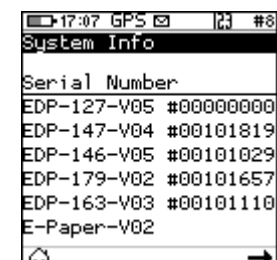 17:07 GPS #8
System Info
Serial Number
EDP-127-V05 #00000000
EDP-147-V04 #00101819
EDP-146-V05 #00101029
EDP-179-V02 #00101657
EDP-163-V03 #00101110
E-Paper-V02